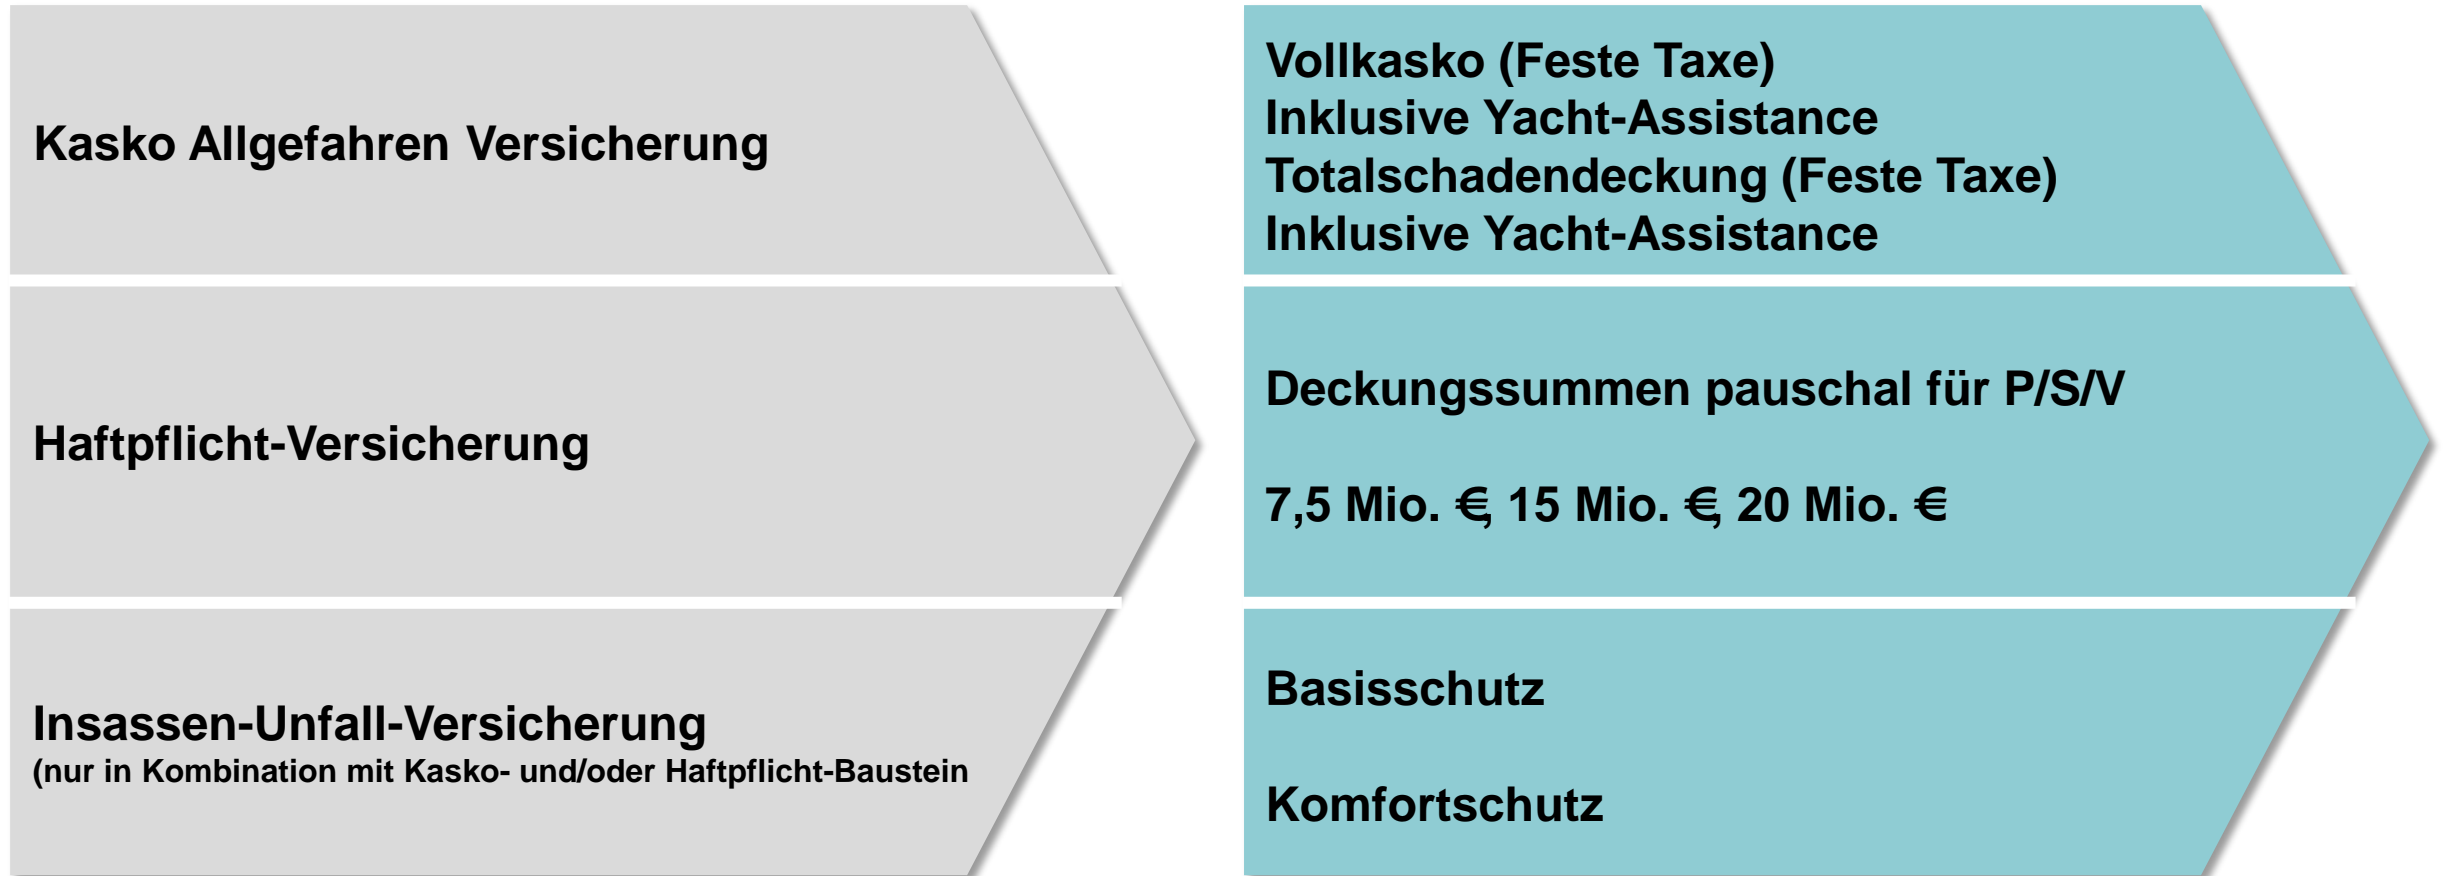 Kasko Allgefahren Versicherung
Vollkasko (Feste Taxe)
Inklusive Yacht-Assistance
Totalschadendeckung (Feste Taxe)
Inklusive Yacht-Assistance
Haftpflicht-Versicherung
Deckungssummen pauschal für P/S/V
7,5 Mio. €, 15 Mio. €, 20 Mio. €
Insassen-Unfall-Versicherung
(nur in Kombination mit Kasko- und/oder Haftpflicht-Baustein
Basisschutz
Komfortschutz